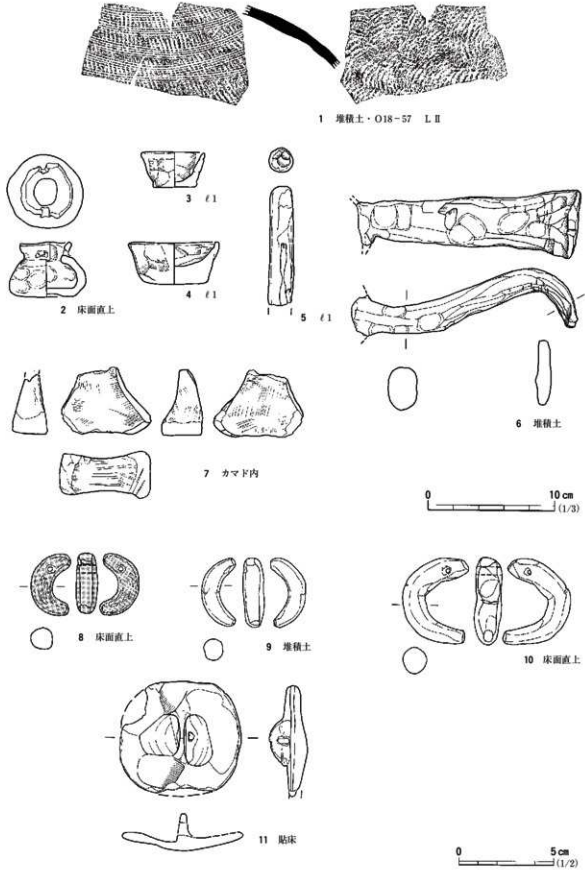 1 堆積土・O18-57 LⅡ
2 床面直上
3 ℓ1
4 ℓ1
5 ℓ1
6 堆積土
7 カマド内
0 10cm
(1/3)
8 床面直上
9 堆積土
10 床面直上
11 貼床
0 5cm
(1/2)